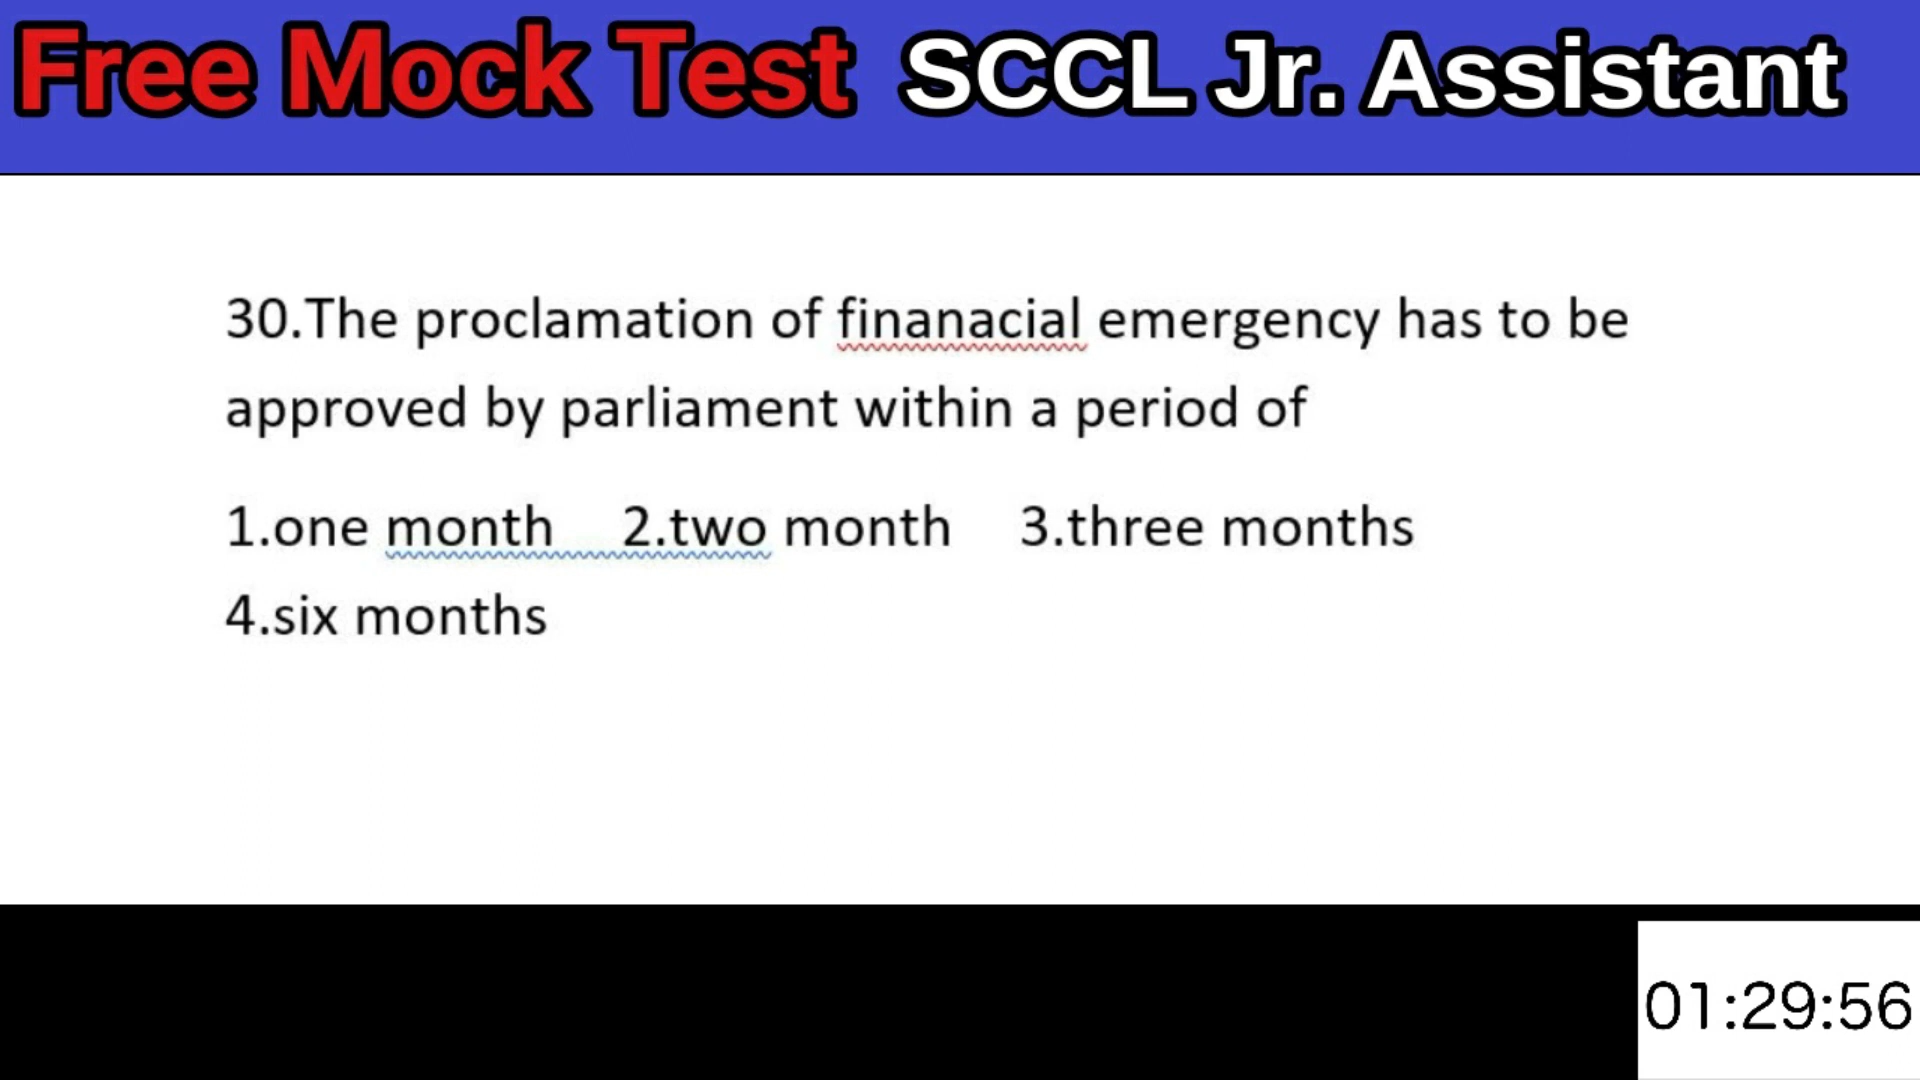 Free Mock Test SCCL Jr. Assistant
30.The proclamation of finanacial emergency has to be
approved by parliament within a period of
1.one month 2.two month 3.three months
4.six months
01:29:56